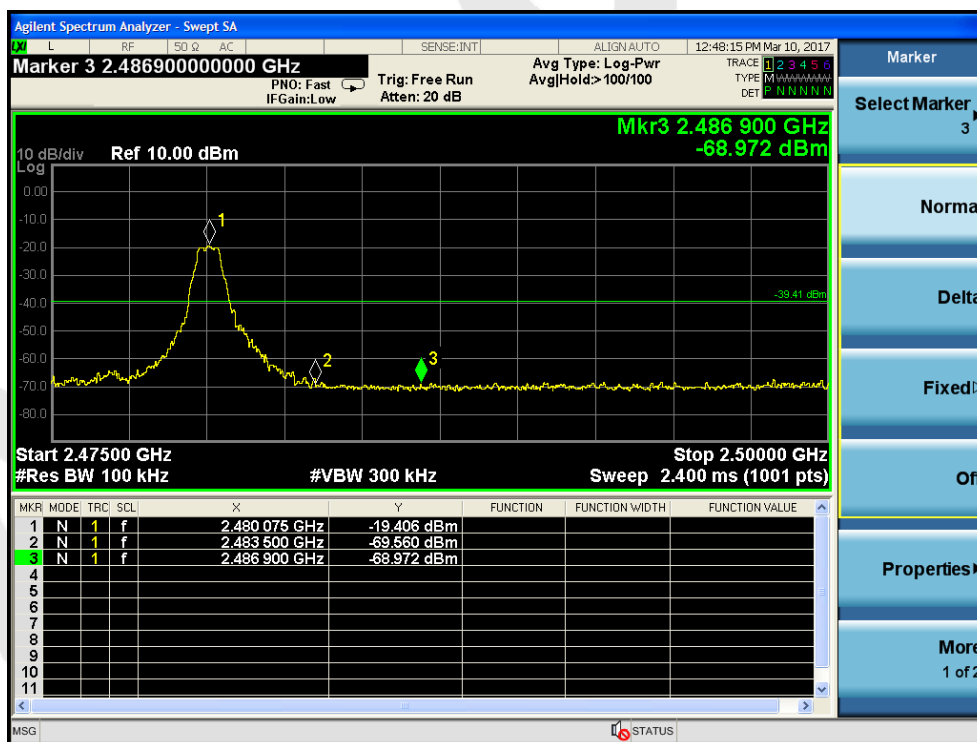 Agilent Spectrum Analyzer - Swept SA
LXI L RF 50 Ω AC SENSE:INT ALIGN AUTO 12:48:15 PM Mar 10, 2017
Marker 3 2.486900000000 GHz
PNO: Fast
IFGain:Low
Trig: Free Run
Atten: 20 dB
Avg Type: Log-Pwr
Avg|Hold:>100/100
TRACE 1 2 3 4 5 6
TYPE M
DET P N N N N N
Mkr3 2.486 900 GHz
-68.972 dBm
10 dB/div Ref 10.00 dBm
Log
0.00
-10.0
-20.0
-30.0
-40.0
-50.0
-60.0
-70.0
-80.0
1
2
3
-39.41 dBm
Start 2.47500 GHz Stop 2.50000 GHz
#Res BW 100 kHz #VBW 300 kHz Sweep 2.400 ms (1001 pts)
MKR MODE TRC SCL X Y FUNCTION FUNCTION WIDTH FUNCTION VALUE
1 N 1 f 2.480 075 GHz -19.406 dBm
2 N 1 f 2.483 500 GHz -69.560 dBm
3 N 1 f 2.486 900 GHz -68.972 dBm
4
5
6
7
8
9
10
11
MSG STATUS
Marker
Select Marker
3
Norma
Delta
Fixed
Of
Properties
More
1 of 2